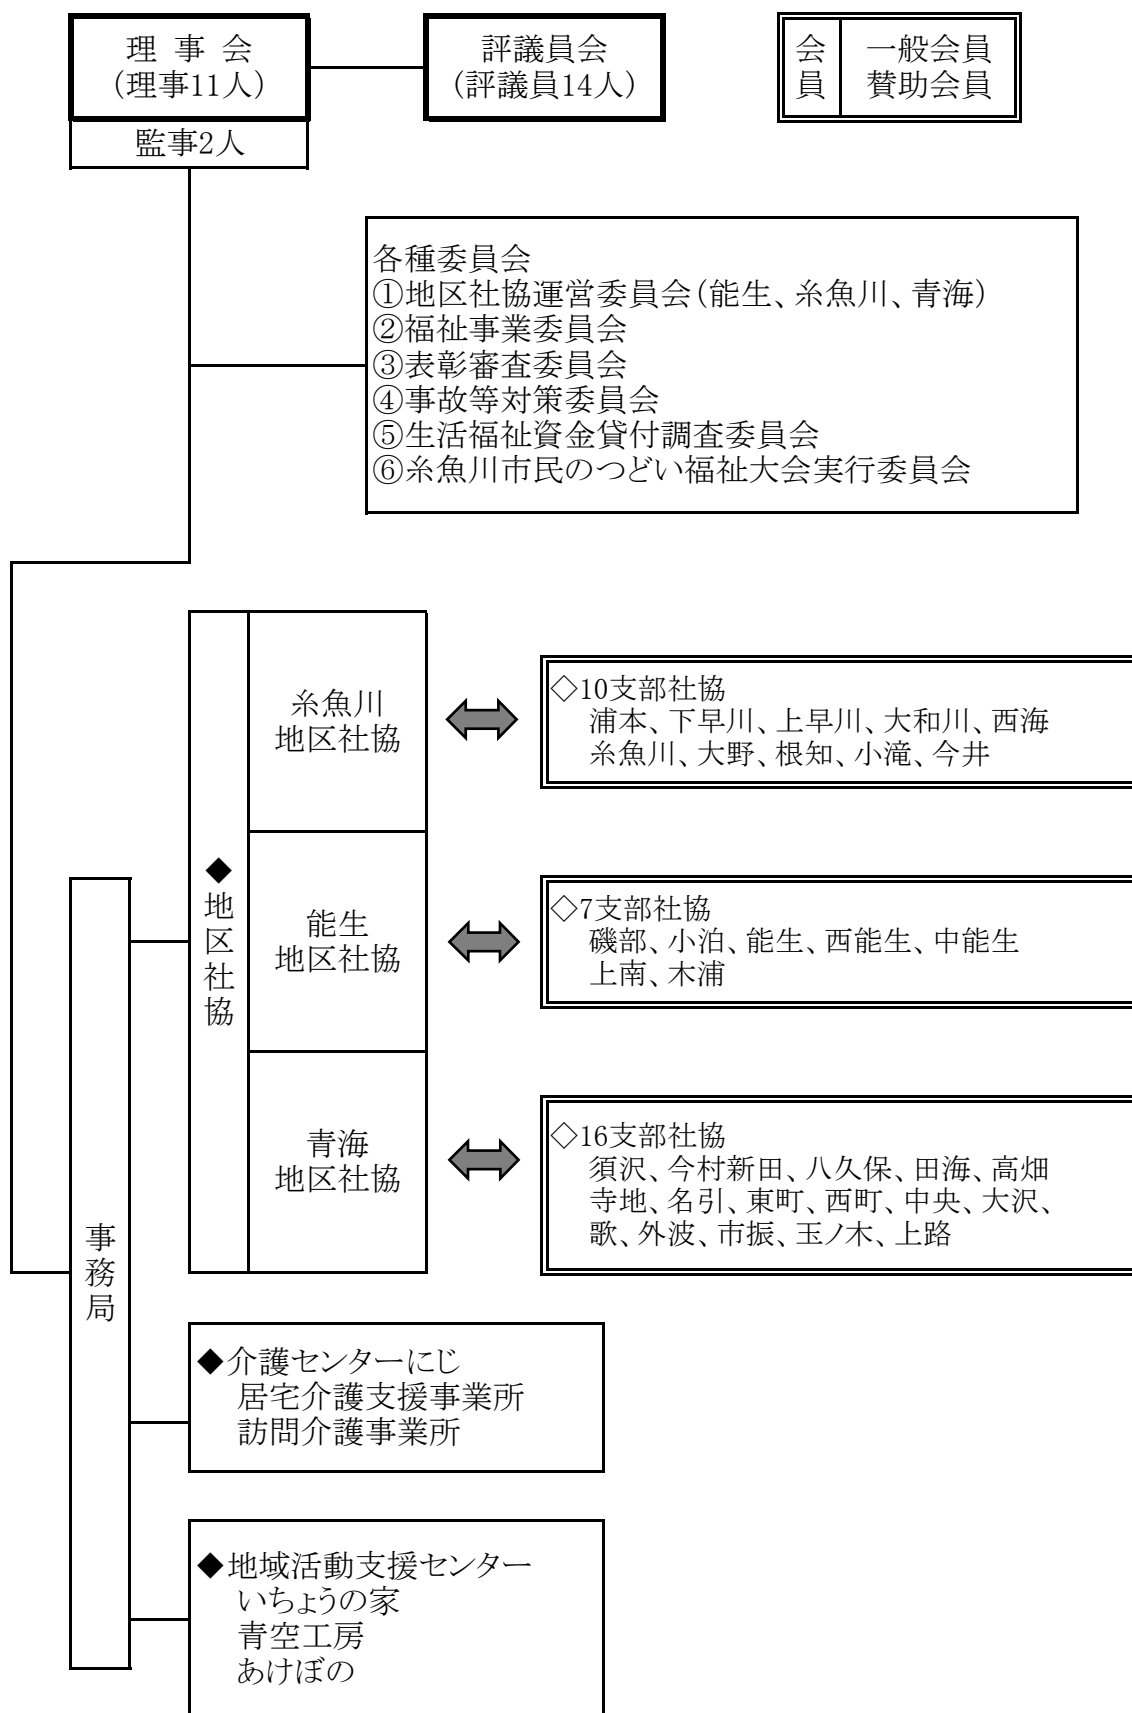 理 事 会
(理事11人)
評議員会
(評議員14人)
会員
一般会員
賛助会員
監事2人
各種委員会
①地区社協運営委員会(能生、糸魚川、青海)
②福祉事業委員会
③表彰審査委員会
④事故等対策委員会
⑤生活福祉資金貸付調査委員会
⑥糸魚川市民のつどい福祉大会実行委員会
◆地区社協
糸魚川
地区社協
◇10支部社協
浦本、下早川、上早川、大和川、西海
糸魚川、大野、根知、小滝、今井
能生
地区社協
◇7支部社協
磯部、小泊、能生、西能生、中能生
上南、木浦
青海
地区社協
◇16支部社協
須沢、今村新田、八久保、田海、高畑
寺地、名引、東町、西町、中央、大沢、
歌、外波、市振、玉ノ木、上路
事務局
◆介護センターにじ
居宅介護支援事業所
訪問介護事業所
◆地域活動支援センター
いちょうの家
青空工房
あけぼの